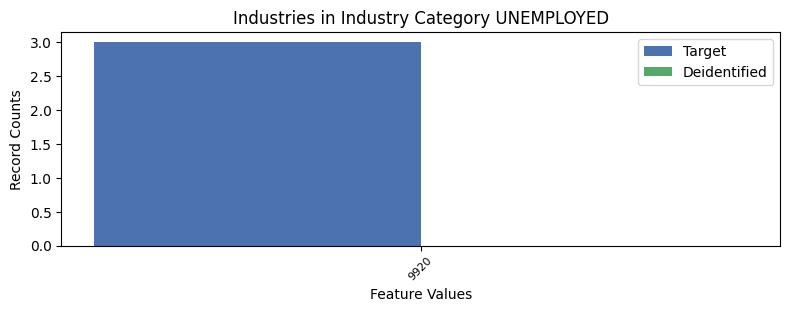 Industries in Industry Category UNEMPLOYED
Target
Deidentified
Record Counts
3.0
2.5
2.0
1.5
1.0
0.5
0.0
9920
Feature Values